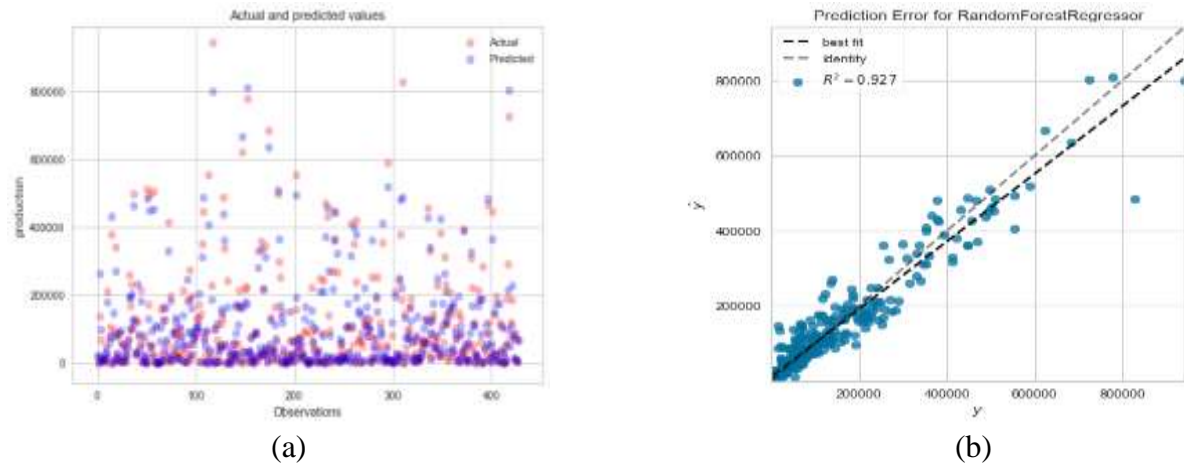 Actual and predicted values
Actual
Predicted
800000
600000
400000
200000
0
production
0 100 200 300 400
Observations
(a)
Prediction Error for RandomForestRegressor
best fit
identity
R² = 0.927
800000
600000
400000
200000
ŷ
200000 400000 600000 800000
y
(b)